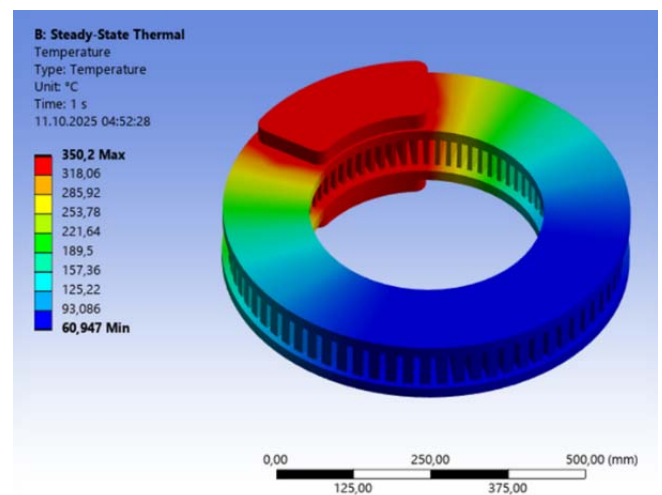 B: Steady-State Thermal
Temperature
Type: Temperature
Unit: °C
Time: 1 s
11.10.2025 04:52:28
350,2 Max
318,06
285,92
253,78
221,64
189,5
157,36
125,22
93,086
60,947 Min
0,00 250,00 500,00 (mm)
125,00 375,00